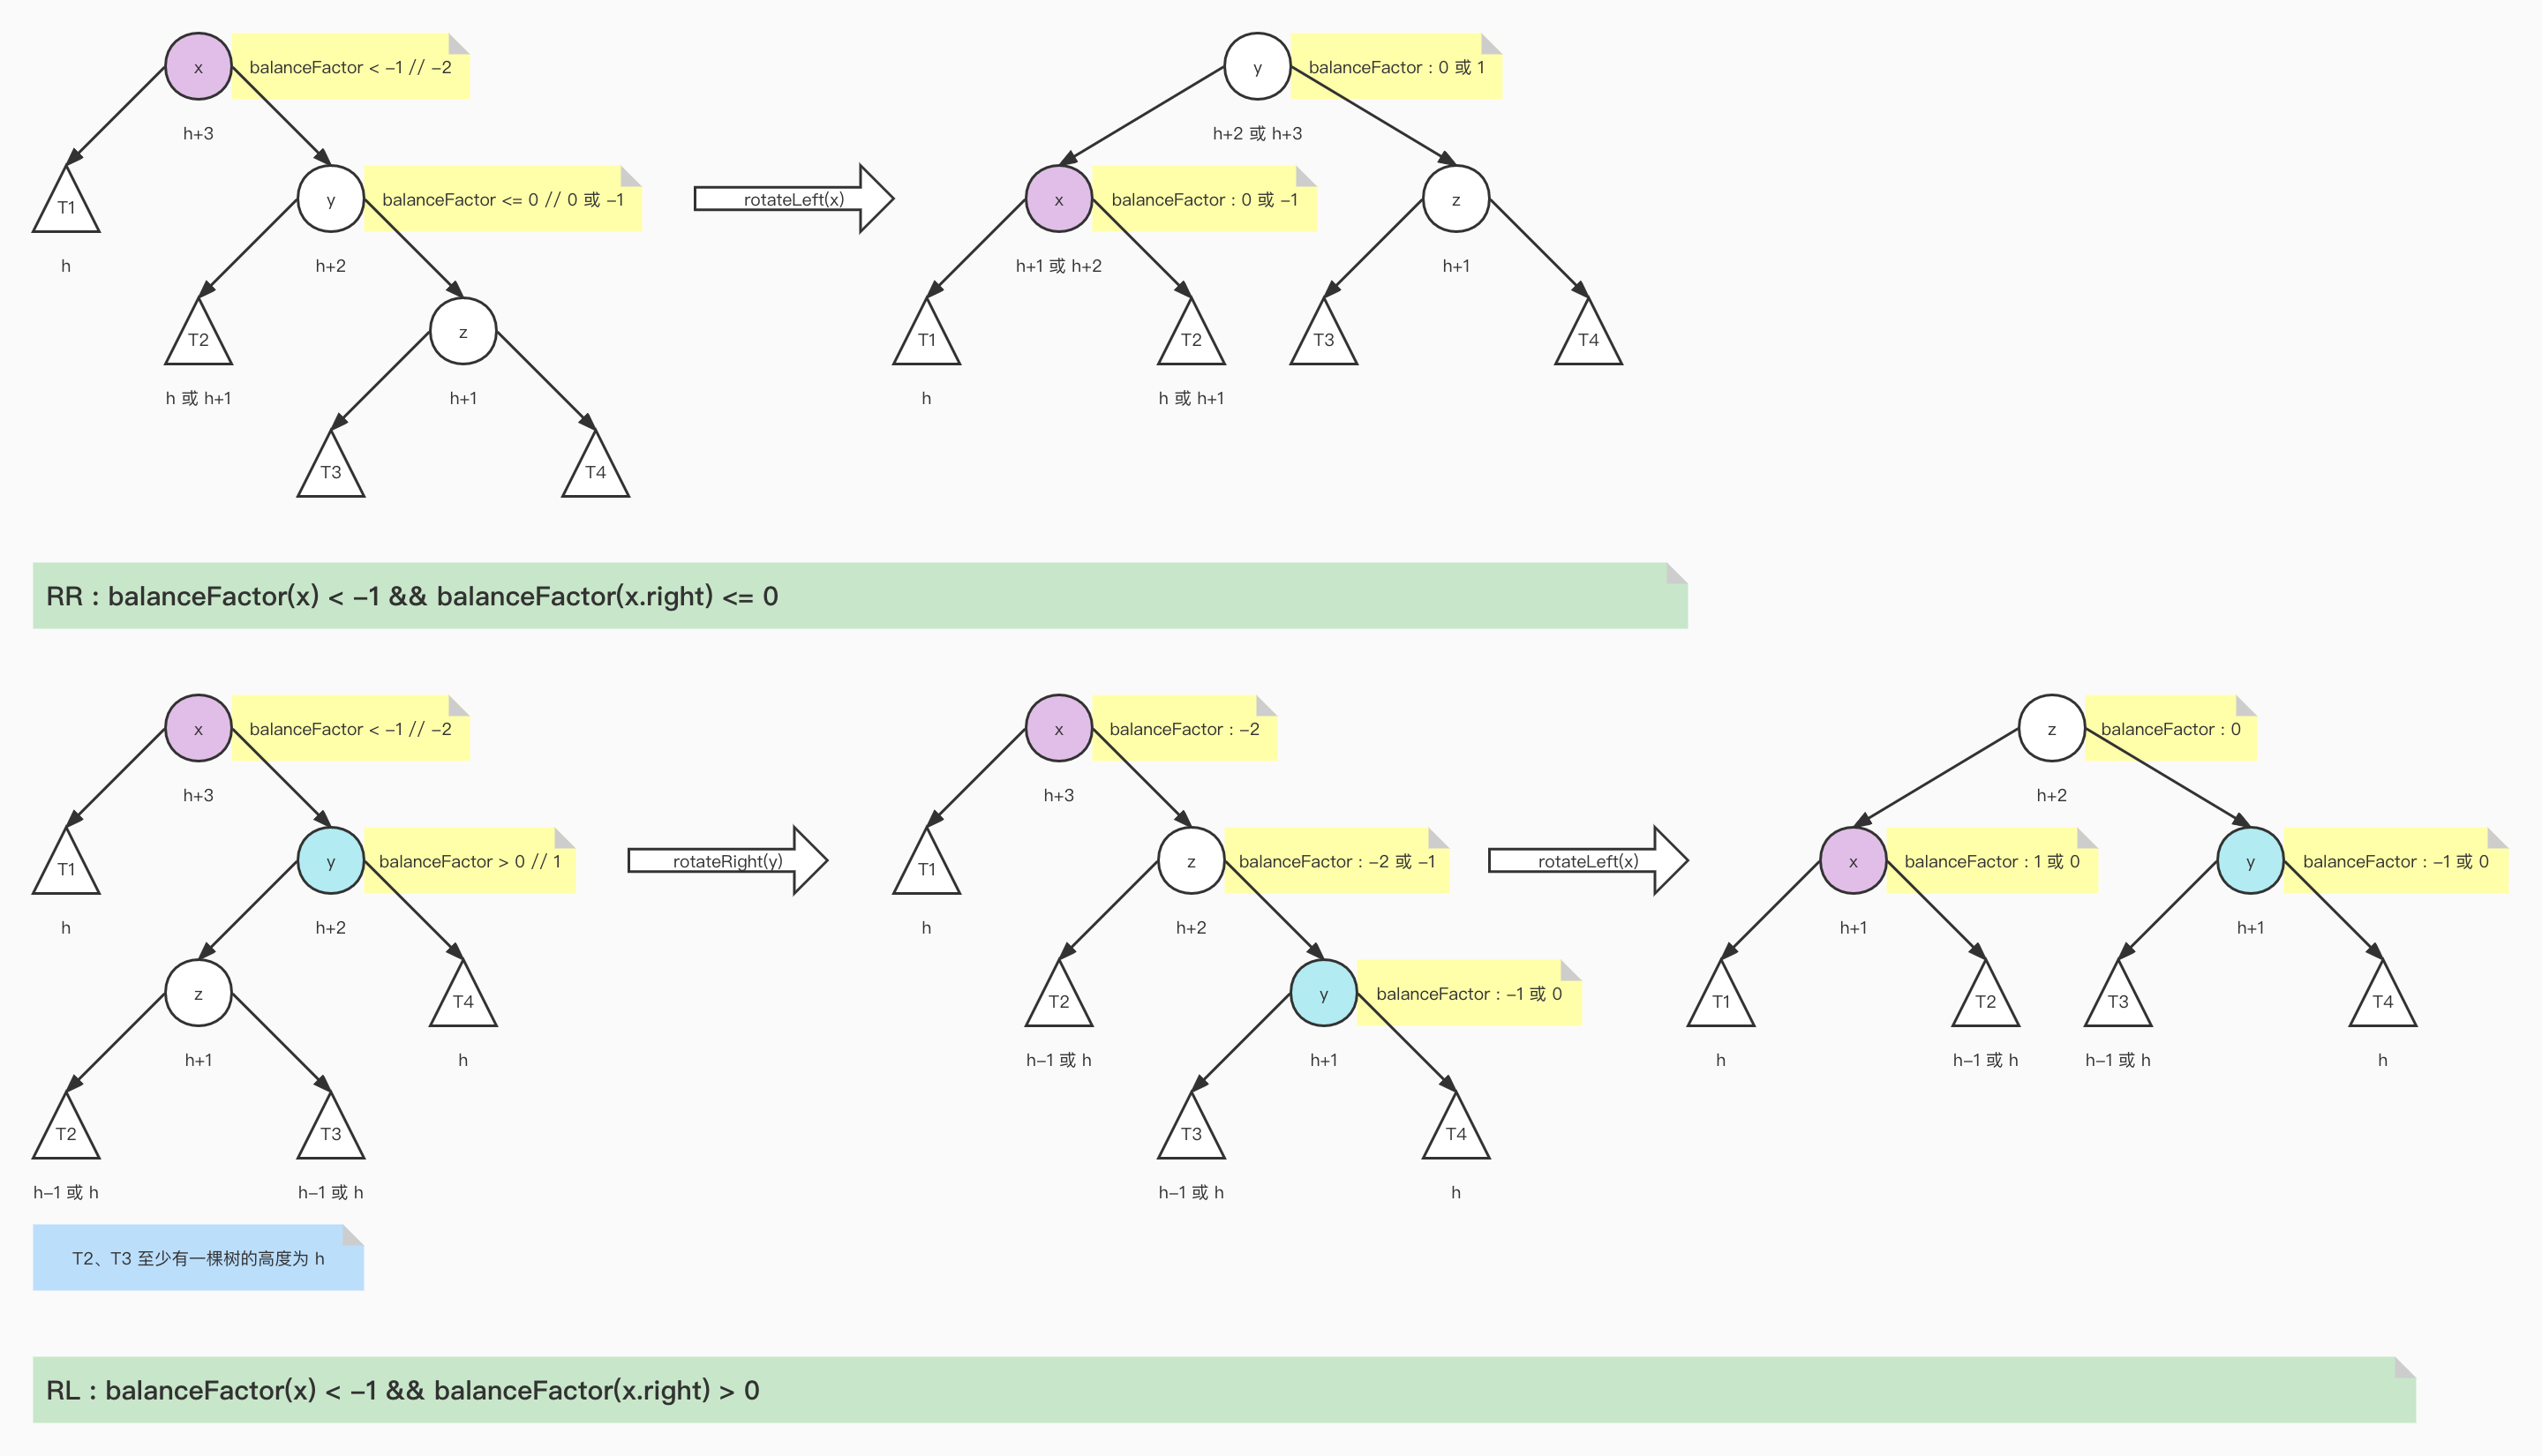 x
balanceFactor < –1 // –2
h+3
T1
h
y
balanceFactor <= 0 // 0 或 –1
h+2
T2
h 或 h+1
z
h+1
T3
T4
rotateLeft(x)
y
balanceFactor : 0 或 1
h+2 或 h+3
x
balanceFactor : 0 或 –1
h+1 或 h+2
z
h+1
T1
h
T2
h 或 h+1
T3
T4
RR : balanceFactor(x) < –1 && balanceFactor(x.right) <= 0
x
balanceFactor < –1 // –2
h+3
T1
h
y
balanceFactor > 0 // 1
h+2
z
h+1
T4
h
T2
h–1 或 h
T3
h–1 或 h
T2、T3 至少有一棵树的高度为 h
rotateRight(y)
x
balanceFactor : –2
h+3
T1
h
z
balanceFactor : –2 或 –1
h+2
T2
h–1 或 h
y
balanceFactor : –1 或 0
h+1
T3
h–1 或 h
T4
h
rotateLeft(x)
z
balanceFactor : 0
h+2
x
balanceFactor : 1 或 0
h+1
y
balanceFactor : –1 或 0
h+1
T1
h
T2
h–1 或 h
T3
h–1 或 h
T4
h
RL : balanceFactor(x) < –1 && balanceFactor(x.right) > 0